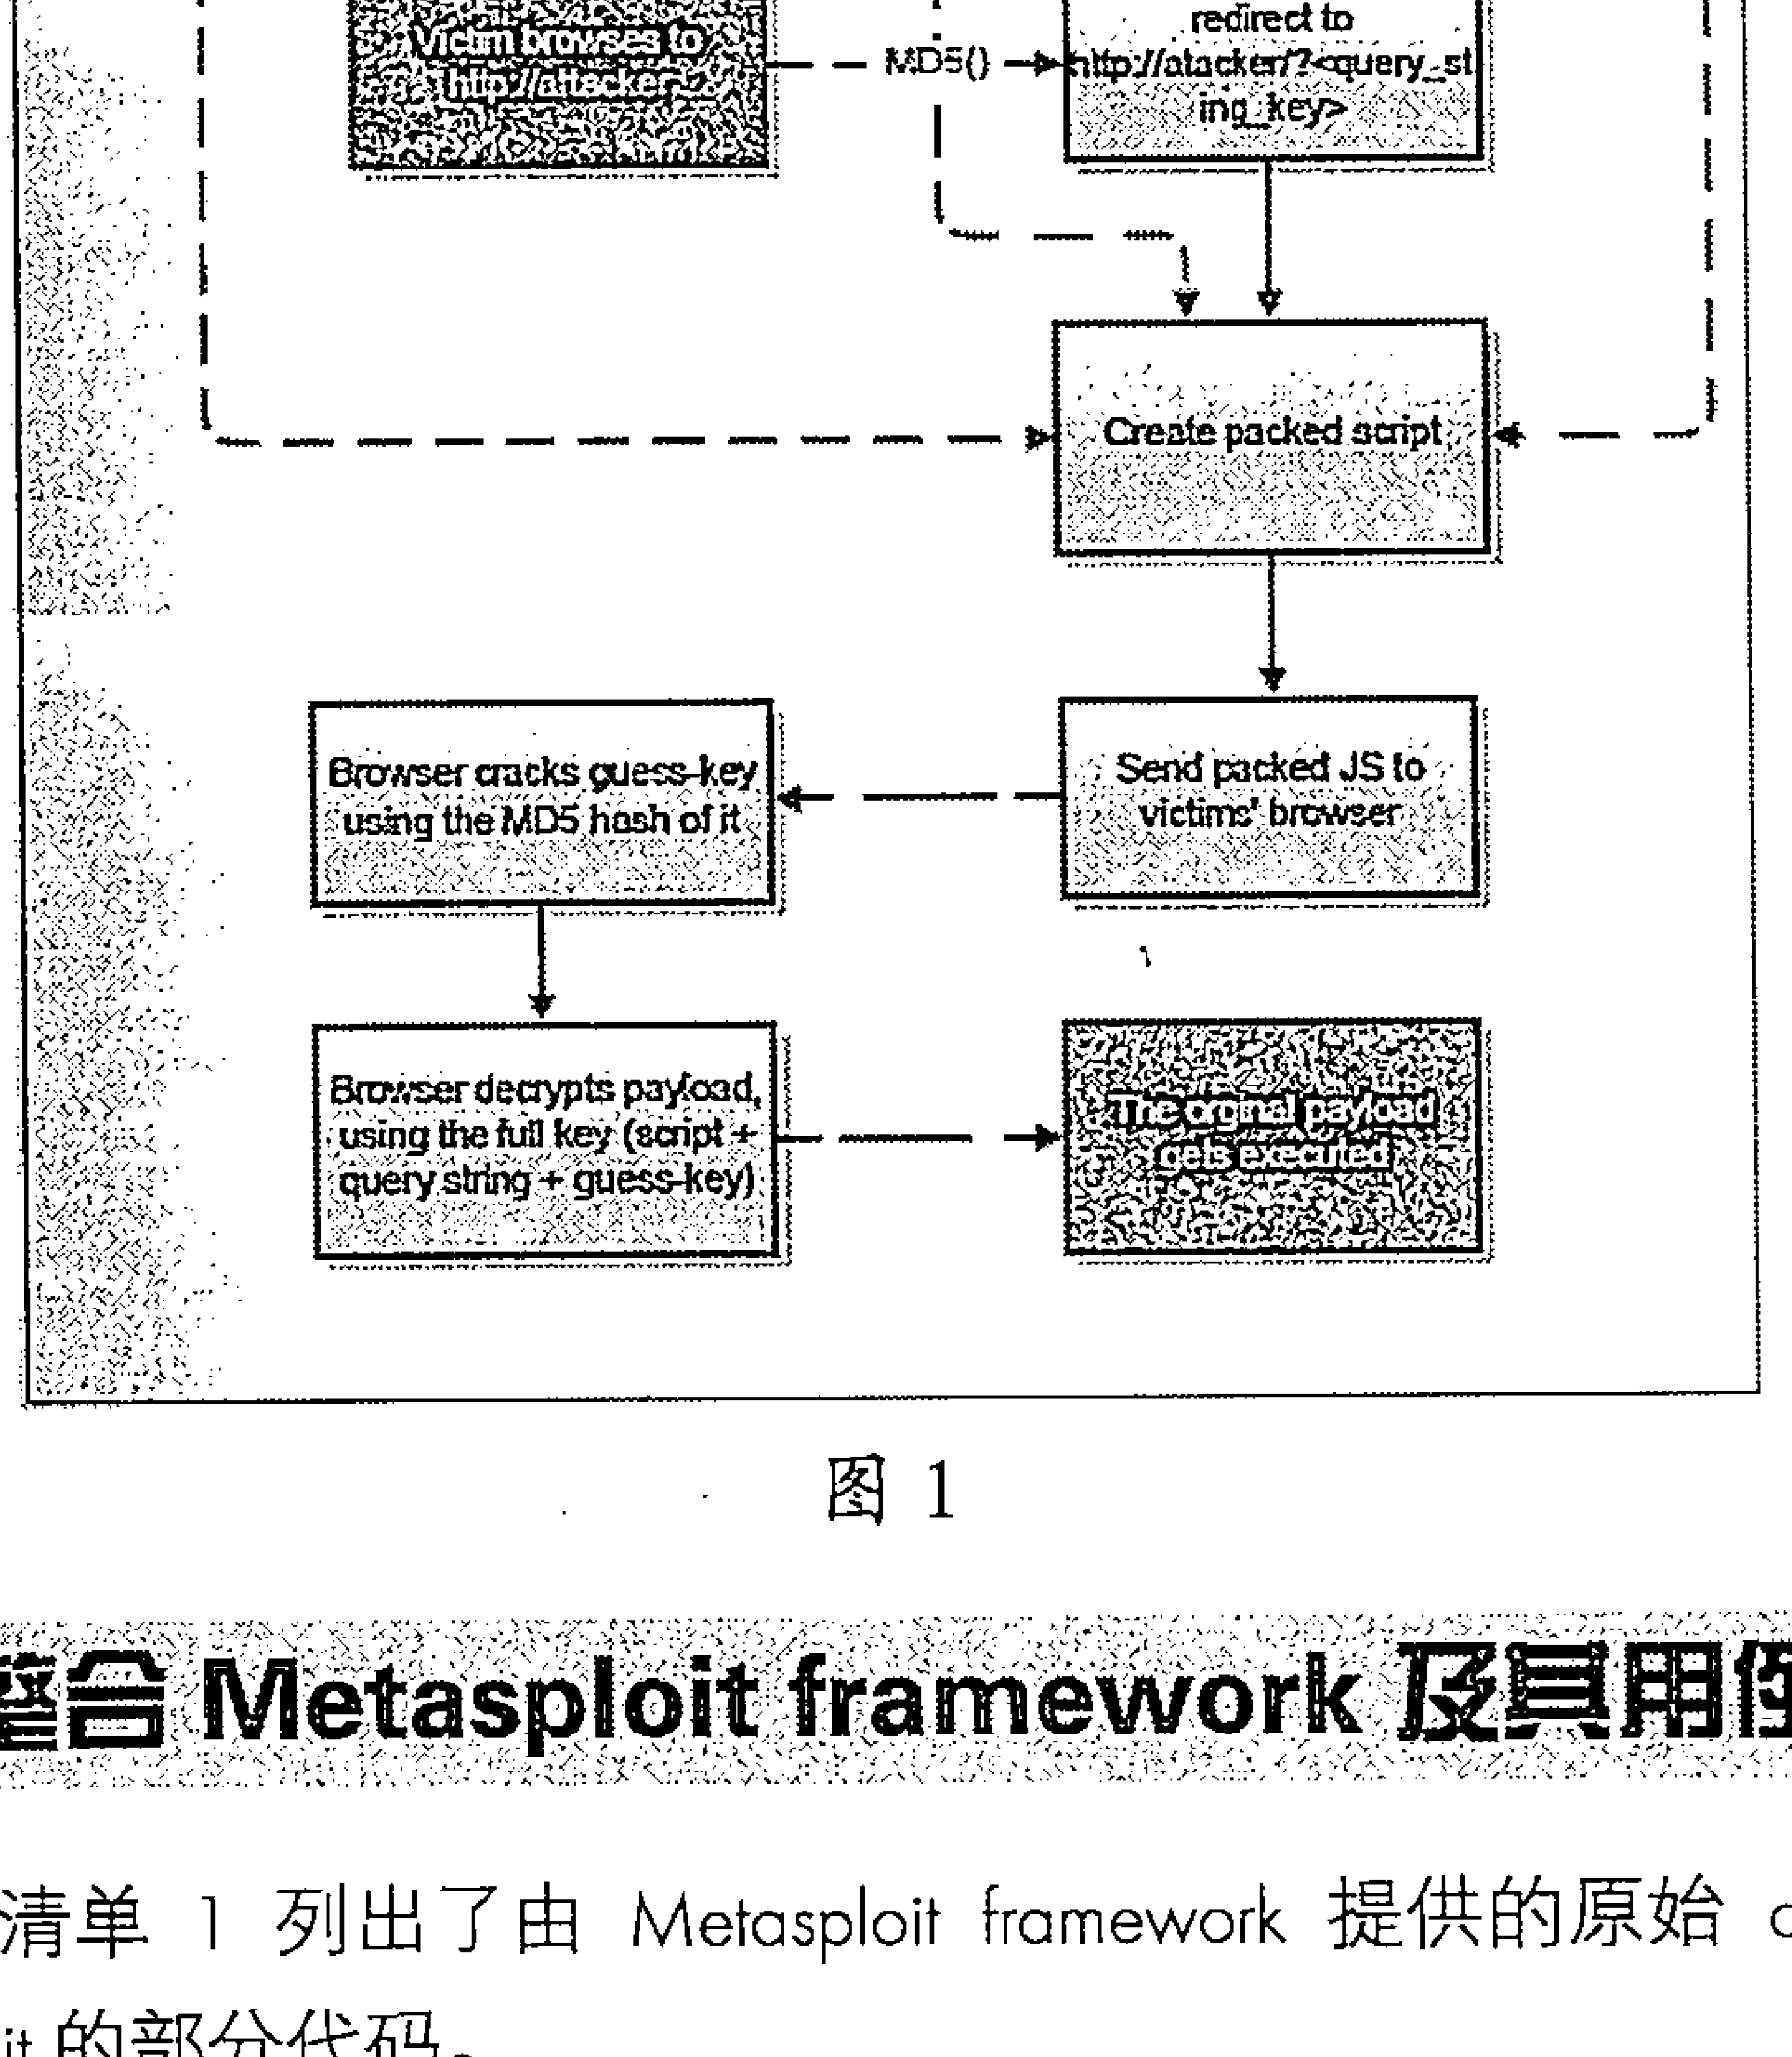 Victim browses to
http://attacker
MD5()
redirect to
http://atacker/?<query_st
ing_key>
Create packed script
Browser cracks guess-key
using the MD5 hash of it
Send packed JS to
victims' browser
Browser decrypts payload,
using the full key (script +
query string + guess-key)
The orginal payload
gets executed
图 1
整合 Metasploit framework 及其用
清单 1 列出了由 Metasploit framework 提供的原始
it 的部分代码。